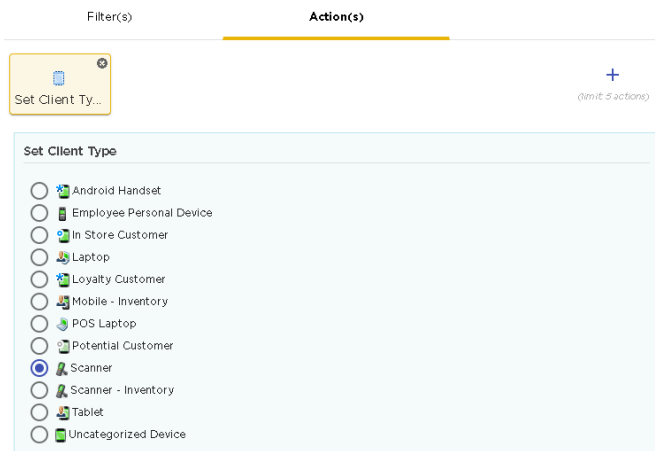 Filter(s)
Action(s)
Set Client Ty...
+
(limit 5 actions)
Set Client Type
Android Handset
Employee Personal Device
In Store Customer
Laptop
Loyalty Customer
Mobile - Inventory
POS Laptop
Potential Customer
Scanner
Scanner - Inventory
Tablet
Uncategorized Device